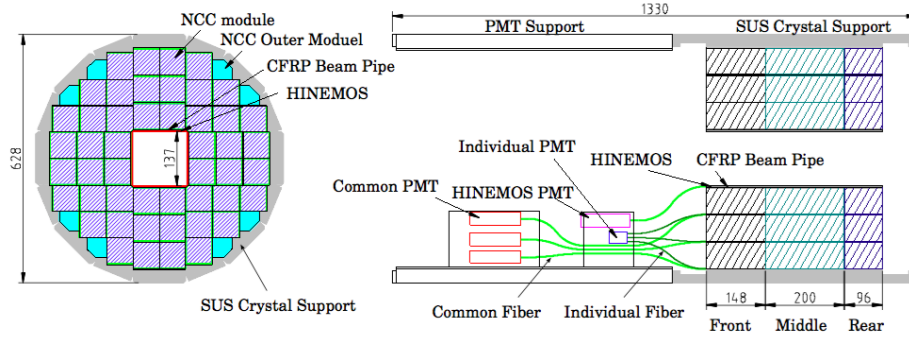 NCC module
NCC Outer Moduel
CFRP Beam Pipe
HINEMOS
628
137
SUS Crystal Support
1330
PMT Support
SUS Crystal Support
Individual PMT
HINEMOS
CFRP Beam Pipe
Common PMT
HINEMOS PMT
Common Fiber
Individual Fiber
148
200
96
Front
Middle
Rear